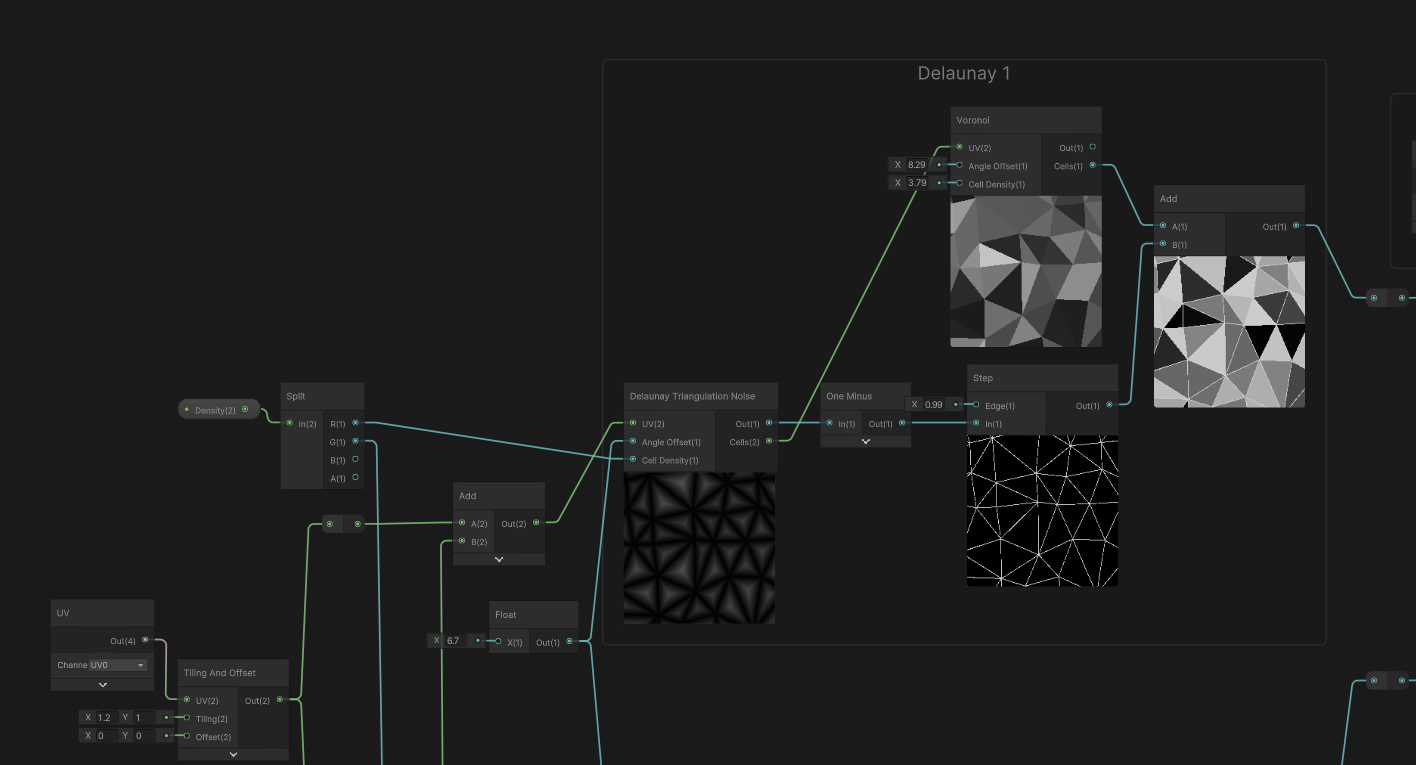 Delaunay 1
Voronoi
UV(2) Out(1)
X 8.29 Angle Offset(1) Cells(1)
X 3.79 Cell Density(1)
Add
A(1) Out(1)
B(1)
Step
X 0.99 Edge(1) Out(1)
In(1)
Density(2)
Split
In(2) R(1)
G(1)
B(1)
A(1)
Delaunay Triangulation Noise
UV(2) Out(1)
Angle Offset(1) Cells(2)
Cell Density(1)
One Minus
In(1) Out(1)
Add
A(2) Out(2)
B(2)
Float
X 6.7 X(1) Out(1)
UV
Out(4)
Channe UV0
Tiling And Offset
UV(2) Out(2)
X 1.2 Y 1 Tiling(2)
X 0 Y 0 Offset(2)